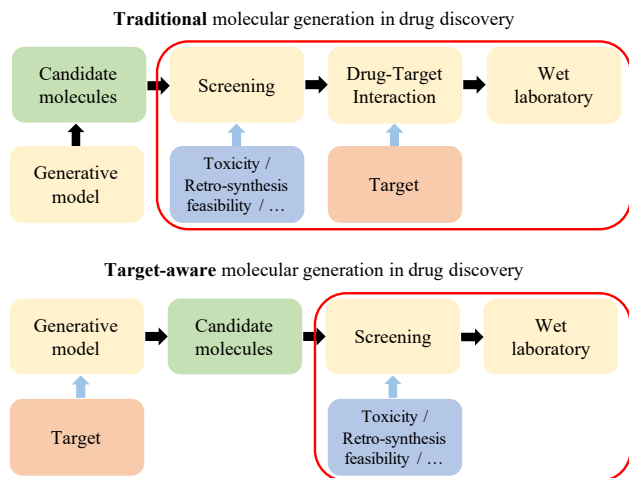 Traditional molecular generation in drug discovery
Candidate
molecules
Screening
Drug-Target
Interaction
Wet
laboratory
Generative
model
Toxicity /
Retro-synthesis
feasibility / …
Target
Target-aware molecular generation in drug discovery
Generative
model
Candidate
molecules
Screening
Wet
laboratory
Target
Toxicity /
Retro-synthesis
feasibility / …